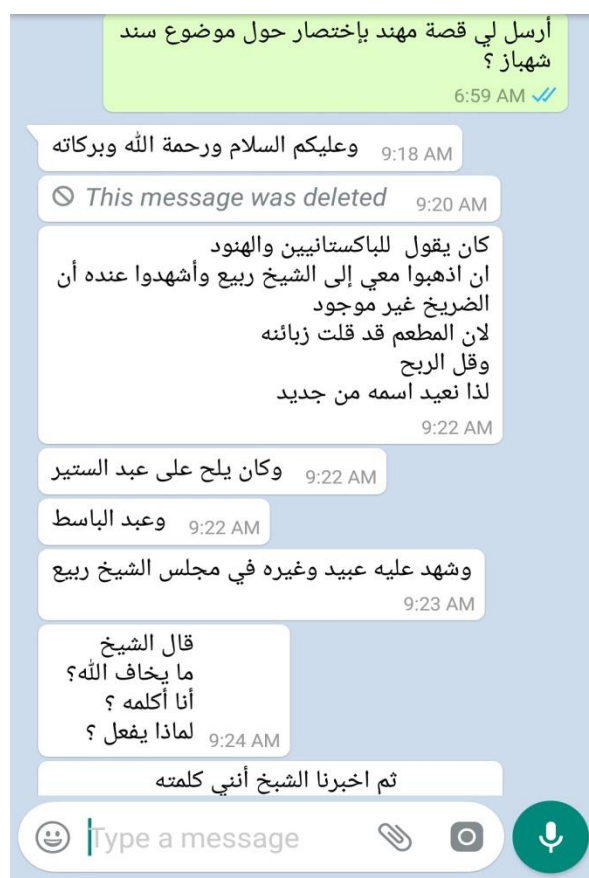 أرسل لي قصة مهند بإختصار حول موضوع سند
شهباز ؟
6:59 AM
وعليكم السلام ورحمة الله وبركاته
9:18 AM
This message was deleted
9:20 AM
كان يقول للباكستانيين والهنود
ان اذهبوا معي إلى الشيخ ربيع وأشهدوا عنده أن
الضريخ غير موجود
لان المطعم قد قلت زبائنه
وقل الربح
لذا نعيد اسمه من جديد
9:22 AM
وكان يلح على عبد الستير
9:22 AM
وعبد الباسط
9:22 AM
وشهد عليه عبيد وغيره في مجلس الشيخ ربيع
9:23 AM
قال الشيخ
ما يخاف الله؟
أنا أكلمه ؟
لماذا يفعل ؟
9:24 AM
ثم اخبرنا الشبخ أنني كلمته
Type a message